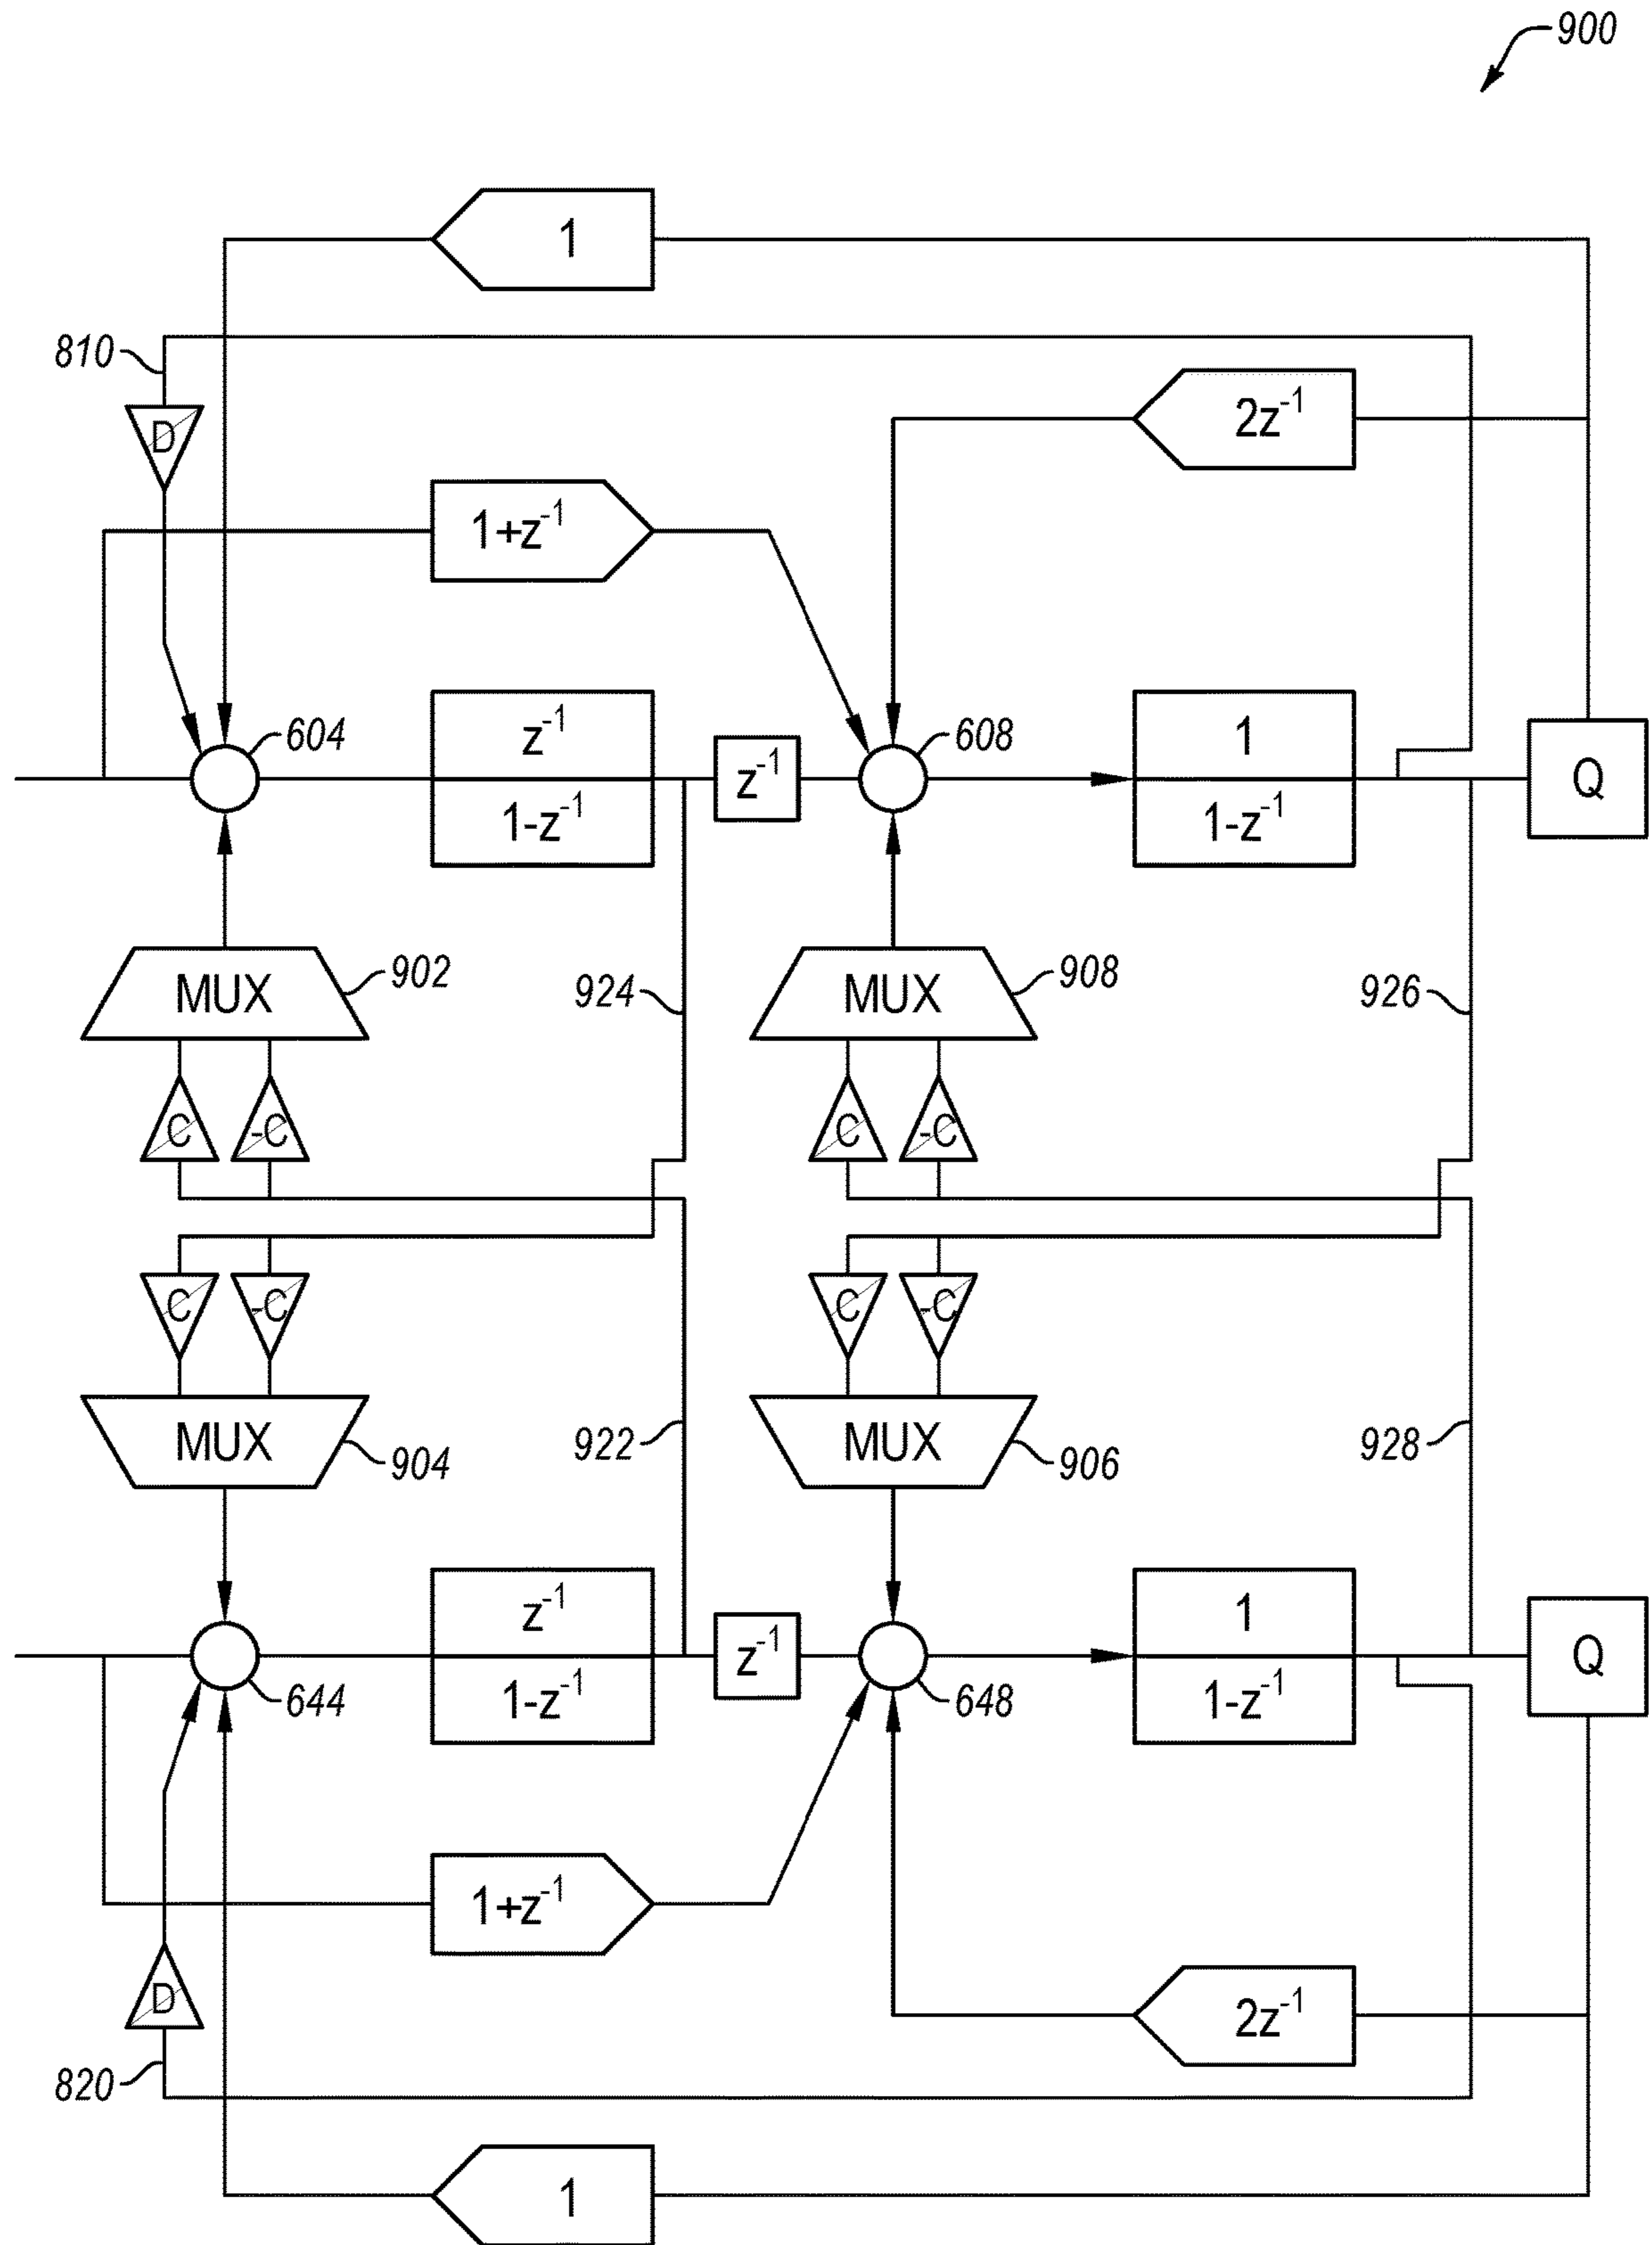 900
1
810
D
2z⁻¹
1+z⁻¹
604
608
z⁻¹
1-z⁻¹
z⁻¹
1
1-z⁻¹
Q
MUX
902
924
MUX
908
926
C
-C
C
-C
C
-C
C
-C
MUX
904
922
MUX
906
928
z⁻¹
1-z⁻¹
z⁻¹
1
1-z⁻¹
Q
644
648
1+z⁻¹
D
2z⁻¹
820
1